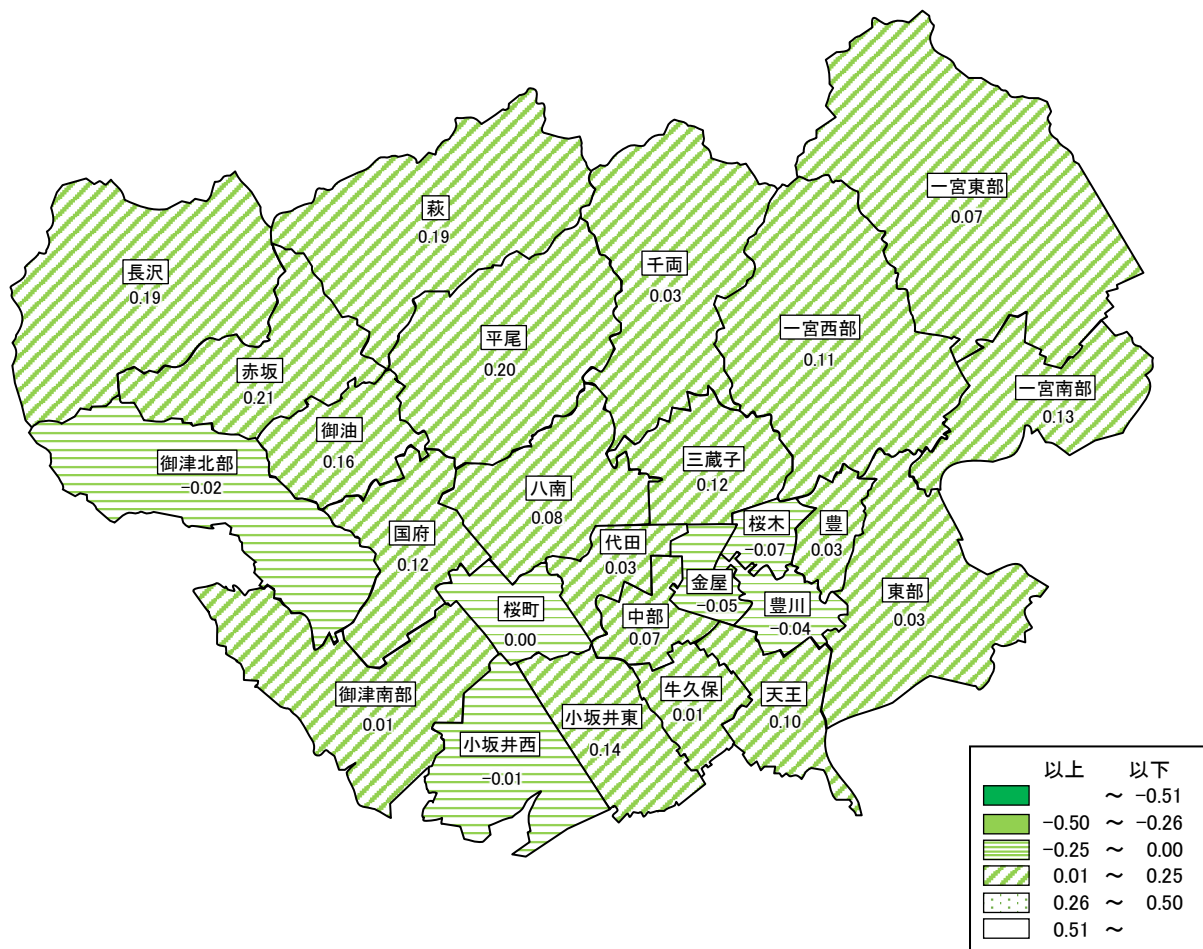 一宮東部
0.07
萩
0.19
長沢
0.19
千両
0.03
一宮西部
0.11
平尾
0.20
赤坂
0.21
一宮南部
0.13
御油
0.16
御津北部
-0.02
三蔵子
0.12
八南
0.08
国府
0.12
代田
0.03
桜木
-0.07
豊
0.03
金屋
-0.05
豊川
-0.04
東部
0.03
桜町
0.00
中部
0.07
御津南部
0.01
牛久保
0.01
天王
0.10
小坂井東
0.14
小坂井西
-0.01
以上 以下
～ -0.51
-0.50 ～ -0.26
-0.25 ～ 0.00
0.01 ～ 0.25
0.26 ～ 0.50
0.51 ～